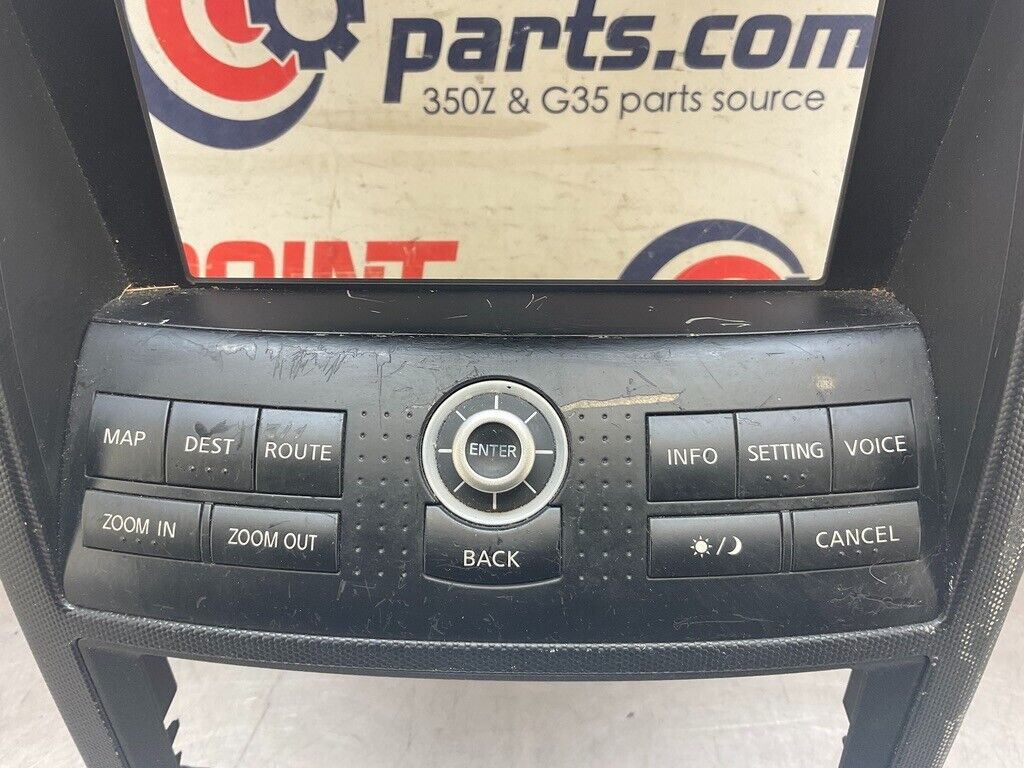 parts.com
350Z & G35 parts source
POINT
MAP DEST ROUTE ENTER INFO SETTING VOICE
ZOOM IN ZOOM OUT BACK / CANCEL